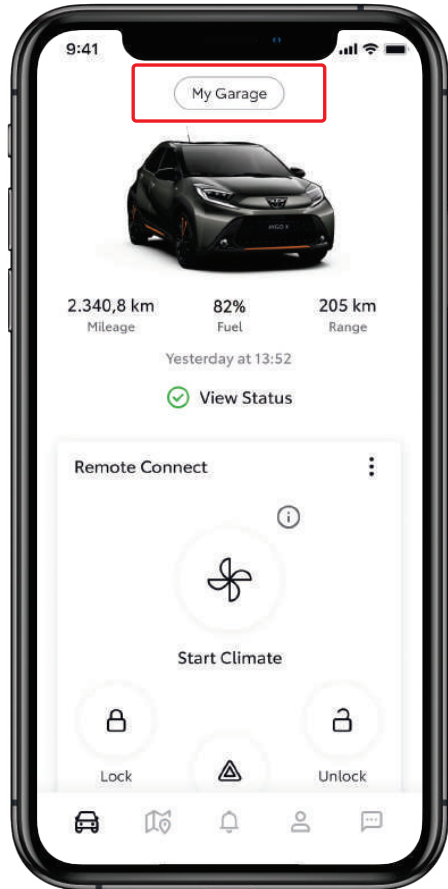 9:41
My Garage
AYGO X
2.340,8 km 82% 205 km
Mileage Fuel Range
Yesterday at 13:52
View Status
Remote Connect
Start Climate
Lock Unlock